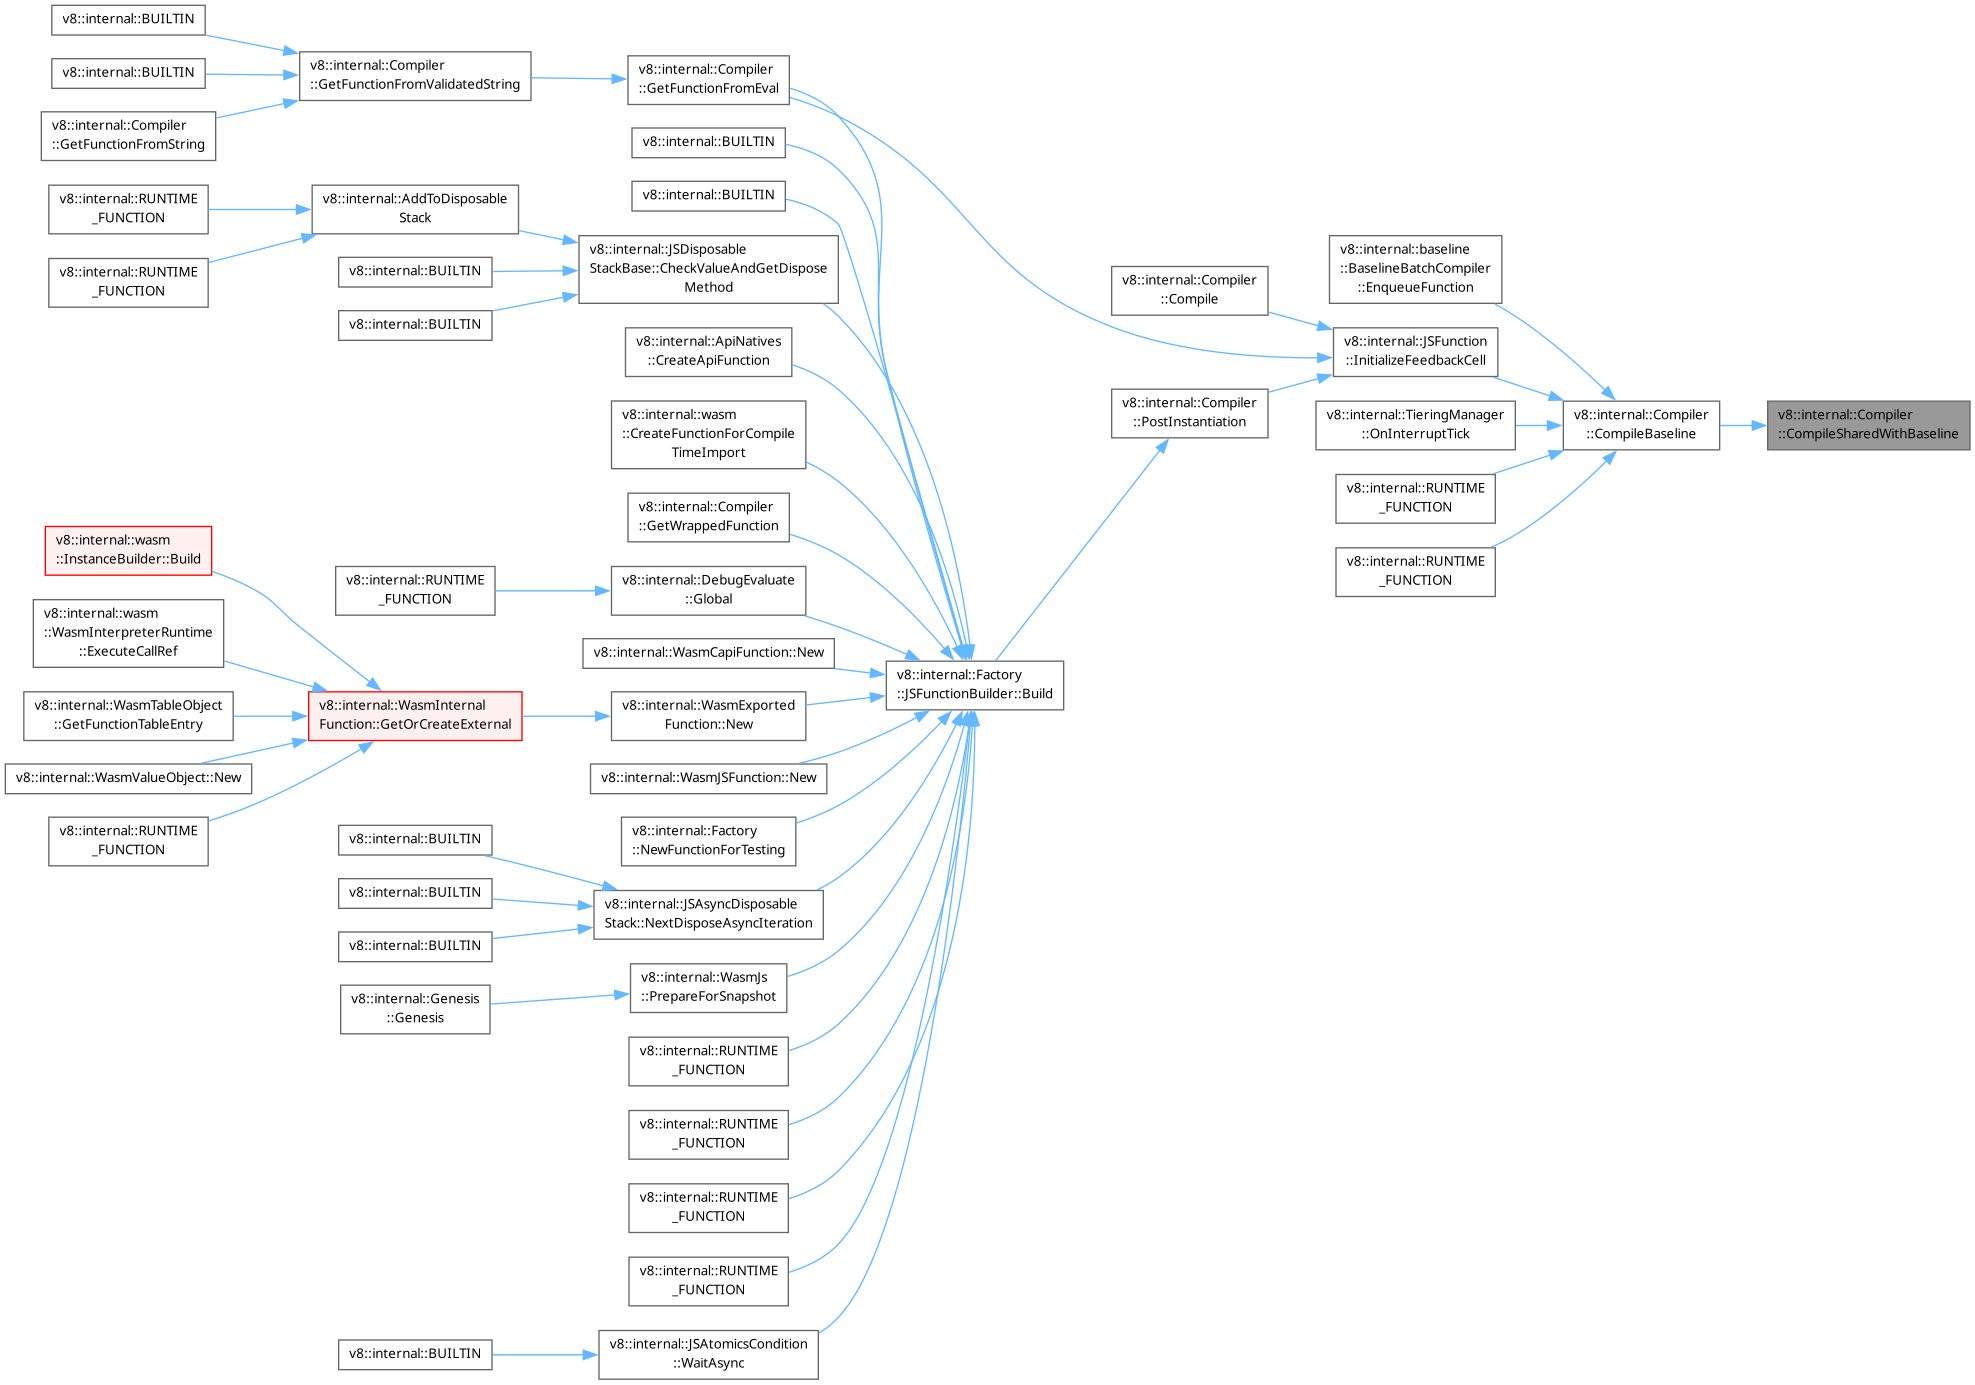 v8::internal::BUILTIN
v8::internal::BUILTIN
v8::internal::Compiler
::GetFunctionFromString
v8::internal::RUNTIME
_FUNCTION
v8::internal::RUNTIME
_FUNCTION
v8::internal::wasm
::InstanceBuilder::Build
v8::internal::wasm
::WasmInterpreterRuntime
::ExecuteCallRef
v8::internal::WasmTableObject
::GetFunctionTableEntry
v8::internal::WasmValueObject::New
v8::internal::RUNTIME
_FUNCTION
v8::internal::Compiler
::GetFunctionFromValidatedString
v8::internal::AddToDisposable
Stack
v8::internal::BUILTIN
v8::internal::BUILTIN
v8::internal::RUNTIME
_FUNCTION
v8::internal::WasmInternal
Function::GetOrCreateExternal
v8::internal::BUILTIN
v8::internal::BUILTIN
v8::internal::BUILTIN
v8::internal::Genesis
::Genesis
v8::internal::BUILTIN
v8::internal::Compiler
::GetFunctionFromEval
v8::internal::BUILTIN
v8::internal::BUILTIN
v8::internal::JSDisposable
StackBase::CheckValueAndGetDispose
Method
v8::internal::ApiNatives
::CreateApiFunction
v8::internal::wasm
::CreateFunctionForCompile
TimeImport
v8::internal::Compiler
::GetWrappedFunction
v8::internal::DebugEvaluate
::Global
v8::internal::WasmCapiFunction::New
v8::internal::WasmExported
Function::New
v8::internal::WasmJSFunction::New
v8::internal::Factory
::NewFunctionForTesting
v8::internal::JSAsyncDisposable
Stack::NextDisposeAsyncIteration
v8::internal::WasmJs
::PrepareForSnapshot
v8::internal::RUNTIME
_FUNCTION
v8::internal::RUNTIME
_FUNCTION
v8::internal::RUNTIME
_FUNCTION
v8::internal::RUNTIME
_FUNCTION
v8::internal::JSAtomicsCondition
::WaitAsync
v8::internal::Factory
::JSFunctionBuilder::Build
v8::internal::Compiler
::Compile
v8::internal::Compiler
::PostInstantiation
v8::internal::baseline
::BaselineBatchCompiler
::EnqueueFunction
v8::internal::JSFunction
::InitializeFeedbackCell
v8::internal::TieringManager
::OnInterruptTick
v8::internal::RUNTIME
_FUNCTION
v8::internal::RUNTIME
_FUNCTION
v8::internal::Compiler
::CompileBaseline
v8::internal::Compiler
::CompileSharedWithBaseline